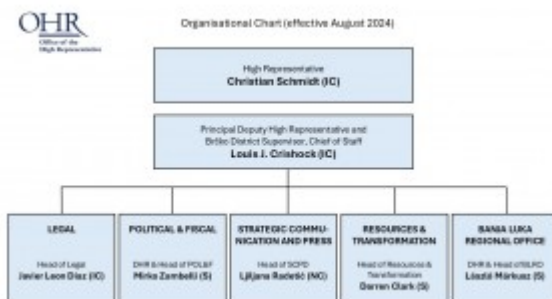 OHR
Office of the
High Representative
Organisational Chart (effective August 2024)
High Representative
Christian Schmidt (IC)
Principal Deputy High Representative and
Brčko District Supervisor, Chief of Staff
Louis J. Crishock (IC)
LEGAL
Head of Legal
Javier Leon Diaz (IC)
POLITICAL & FISCAL
DHR & Head of POL&F
Mirko Zambelli (S)
STRATEGIC COMMU-
NICATION AND PRESS
Head of SCPD
Ljiljana Radetić (NC)
RESOURCES &
TRANSFORMATION
Head of Resources &
Transformation
Darren Clark (S)
BANJA LUKA
REGIONAL OFFICE
DHR & Head of BLRO
László Márkusz (S)